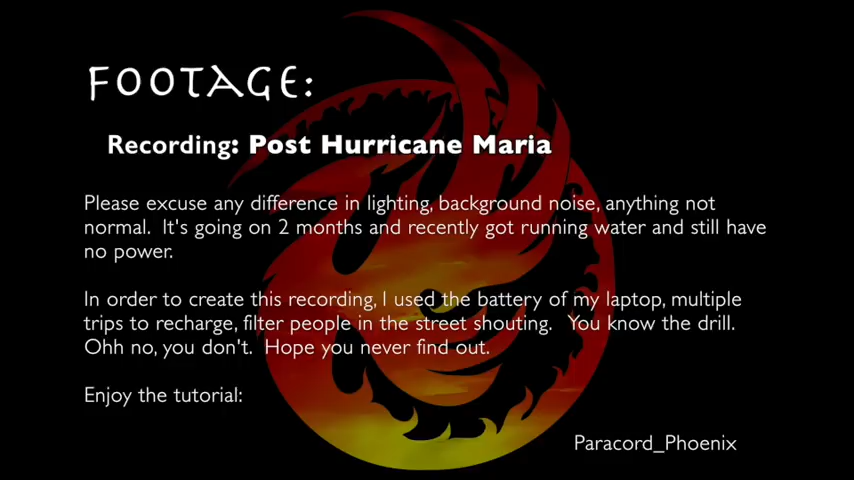 FOOTAGE:
Recording: Post Hurricane Maria
Please excuse any difference in lighting, background noise, anything not
normal.  It's going on 2 months and recently got running water and still have
no power.
In order to create this recording, I used the battery of my laptop, multiple
trips to recharge, filter people in the street shouting.  You know the drill.
Ohh no, you don't.  Hope you never find out.
Enjoy the tutorial:
Paracord_Phoenix